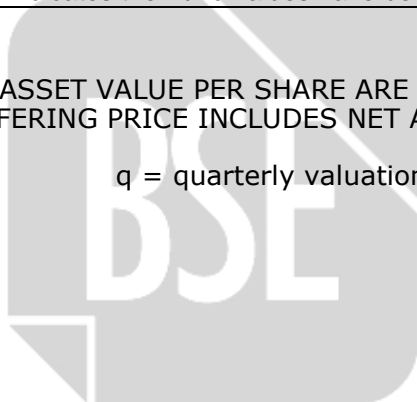 ASSET VALUE PER SHARE ARE
FERING PRICE INCLUDES NET A
q = quarterly valuation
BSE